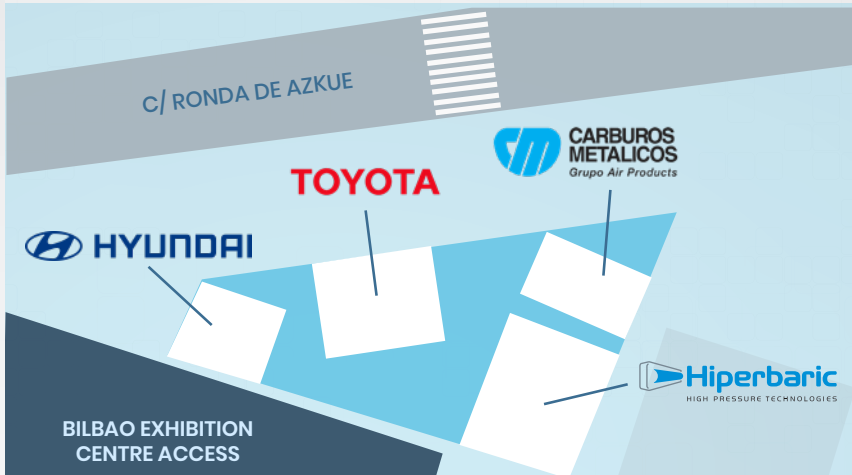 C/ RONDA DE AZKUE
CARBUROS
METALICOS
Grupo Air Products
TOYOTA
HYUNDAI
Hiperbaric
HIGH PRESSURE TECHNOLOGIES
BILBAO EXHIBITION
CENTRE ACCESS